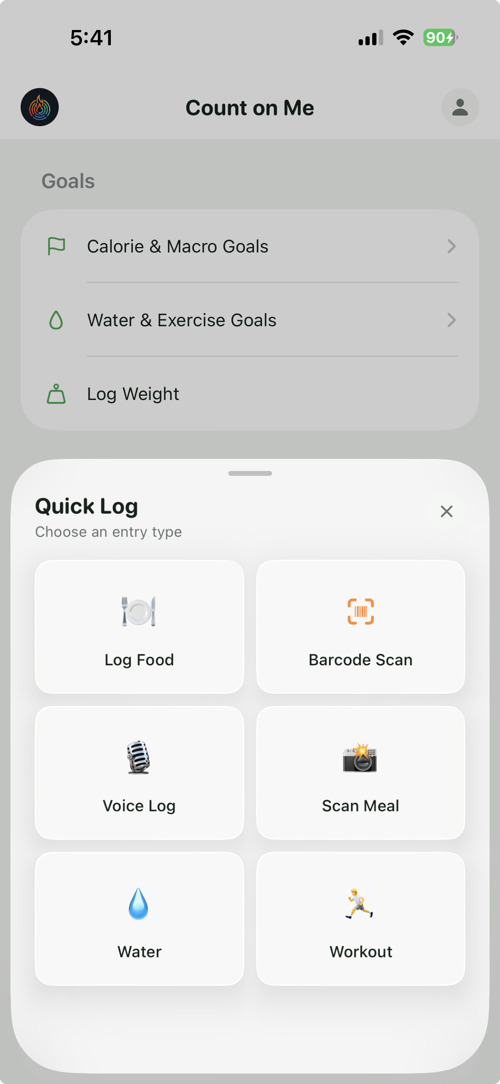 5:41
90
Count on Me
Goals
Calorie & Macro Goals
Water & Exercise Goals
Log Weight
Quick Log
Choose an entry type
Log Food
Barcode Scan
Voice Log
Scan Meal
Water
Workout